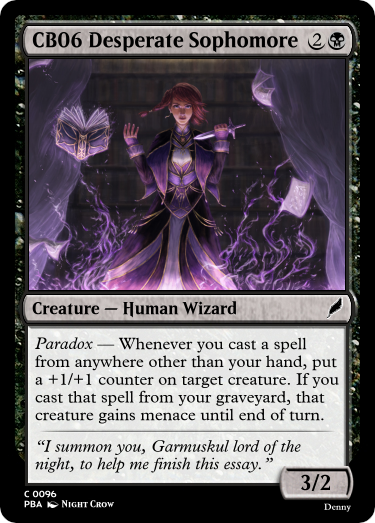 CB06 Desperate Sophomore 2
Creature — Human Wizard
Paradox — Whenever you cast a spell
from anywhere other than your hand, put
a +1/+1 counter on target creature. If you
cast that spell from your graveyard, that
creature gains menace until end of turn.
“I summon you, Garmuskul lord of the
night, to help me finish this essay.”
3/2
C 0096
PBA Night Crow
Denny